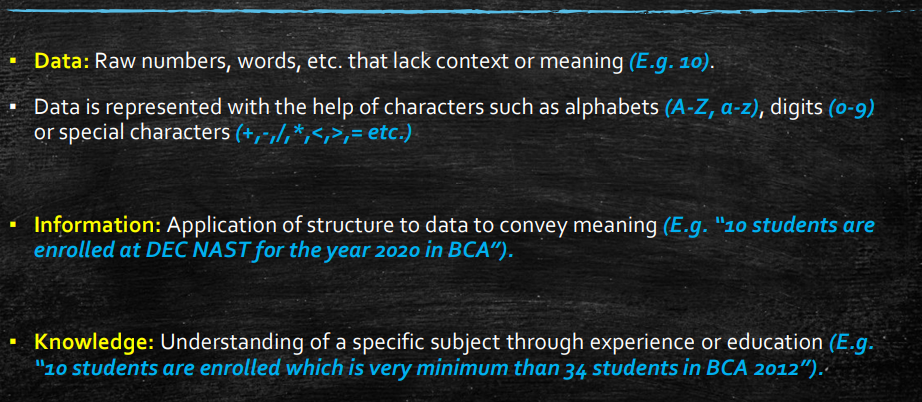 ▪ Data: Raw numbers, words, etc. that lack context or meaning (E.g. 10).
▪ Data is represented with the help of characters such as alphabets (A-Z, a-z), digits (0-9)
or special characters (+,-,/,*,<,>,= etc.)
▪ Information: Application of structure to data to convey meaning (E.g. “10 students are
enrolled at DEC NAST for the year 2020 in BCA”).
▪ Knowledge: Understanding of a specific subject through experience or education (E.g.
“10 students are enrolled which is very minimum than 34 students in BCA 2012”).